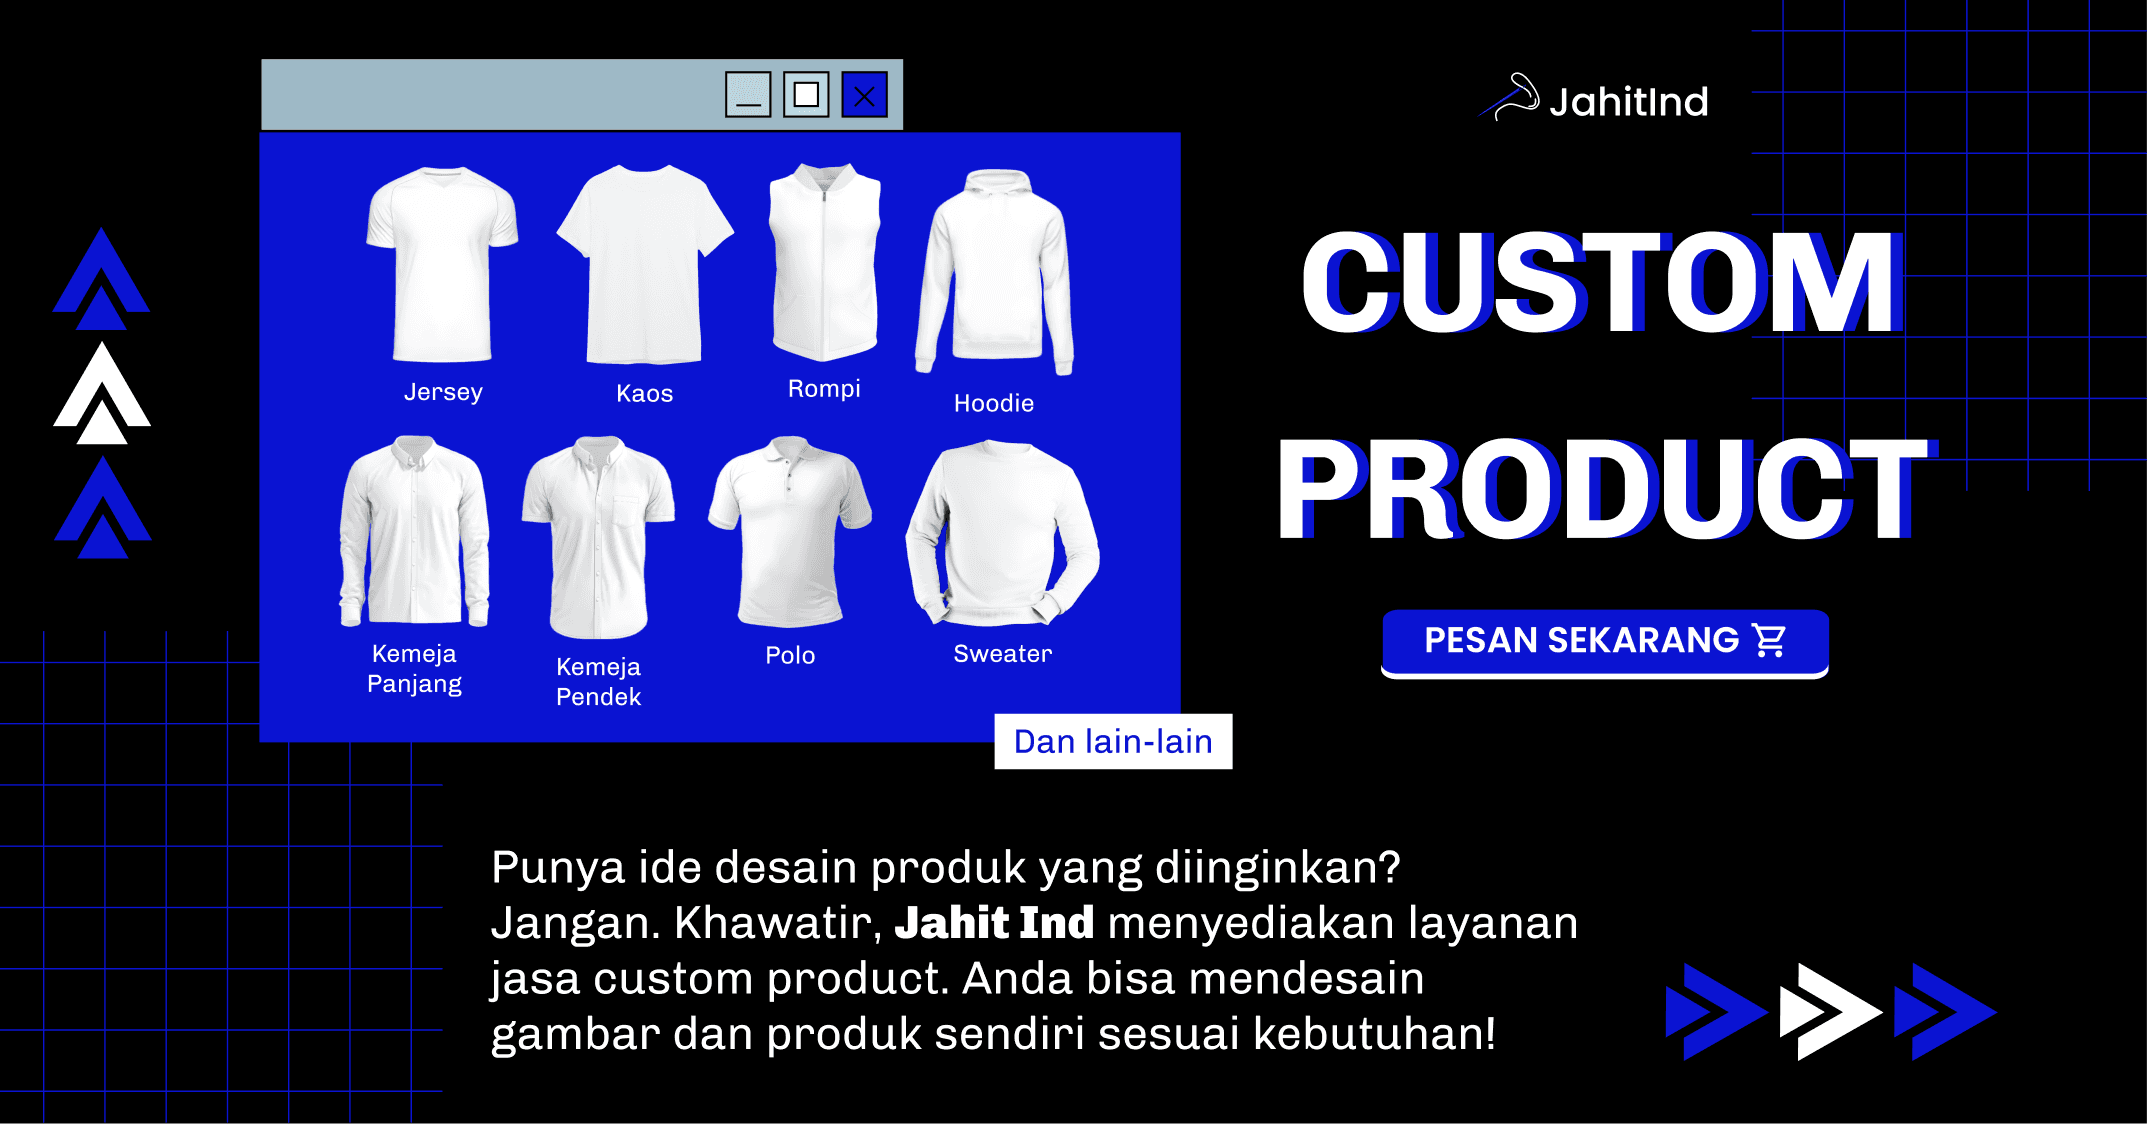 JahitInd
CUSTOM
PRODUCT
PESAN SEKARANG
Jersey
Kaos
Rompi
Hoodie
Kemeja
Panjang
Kemeja
Pendek
Polo
Sweater
Dan lain-lain
Punya ide desain produk yang diinginkan?
Jangan. Khawatir, Jahit Ind menyediakan layanan
jasa custom product. Anda bisa mendesain
gambar dan produk sendiri sesuai kebutuhan!